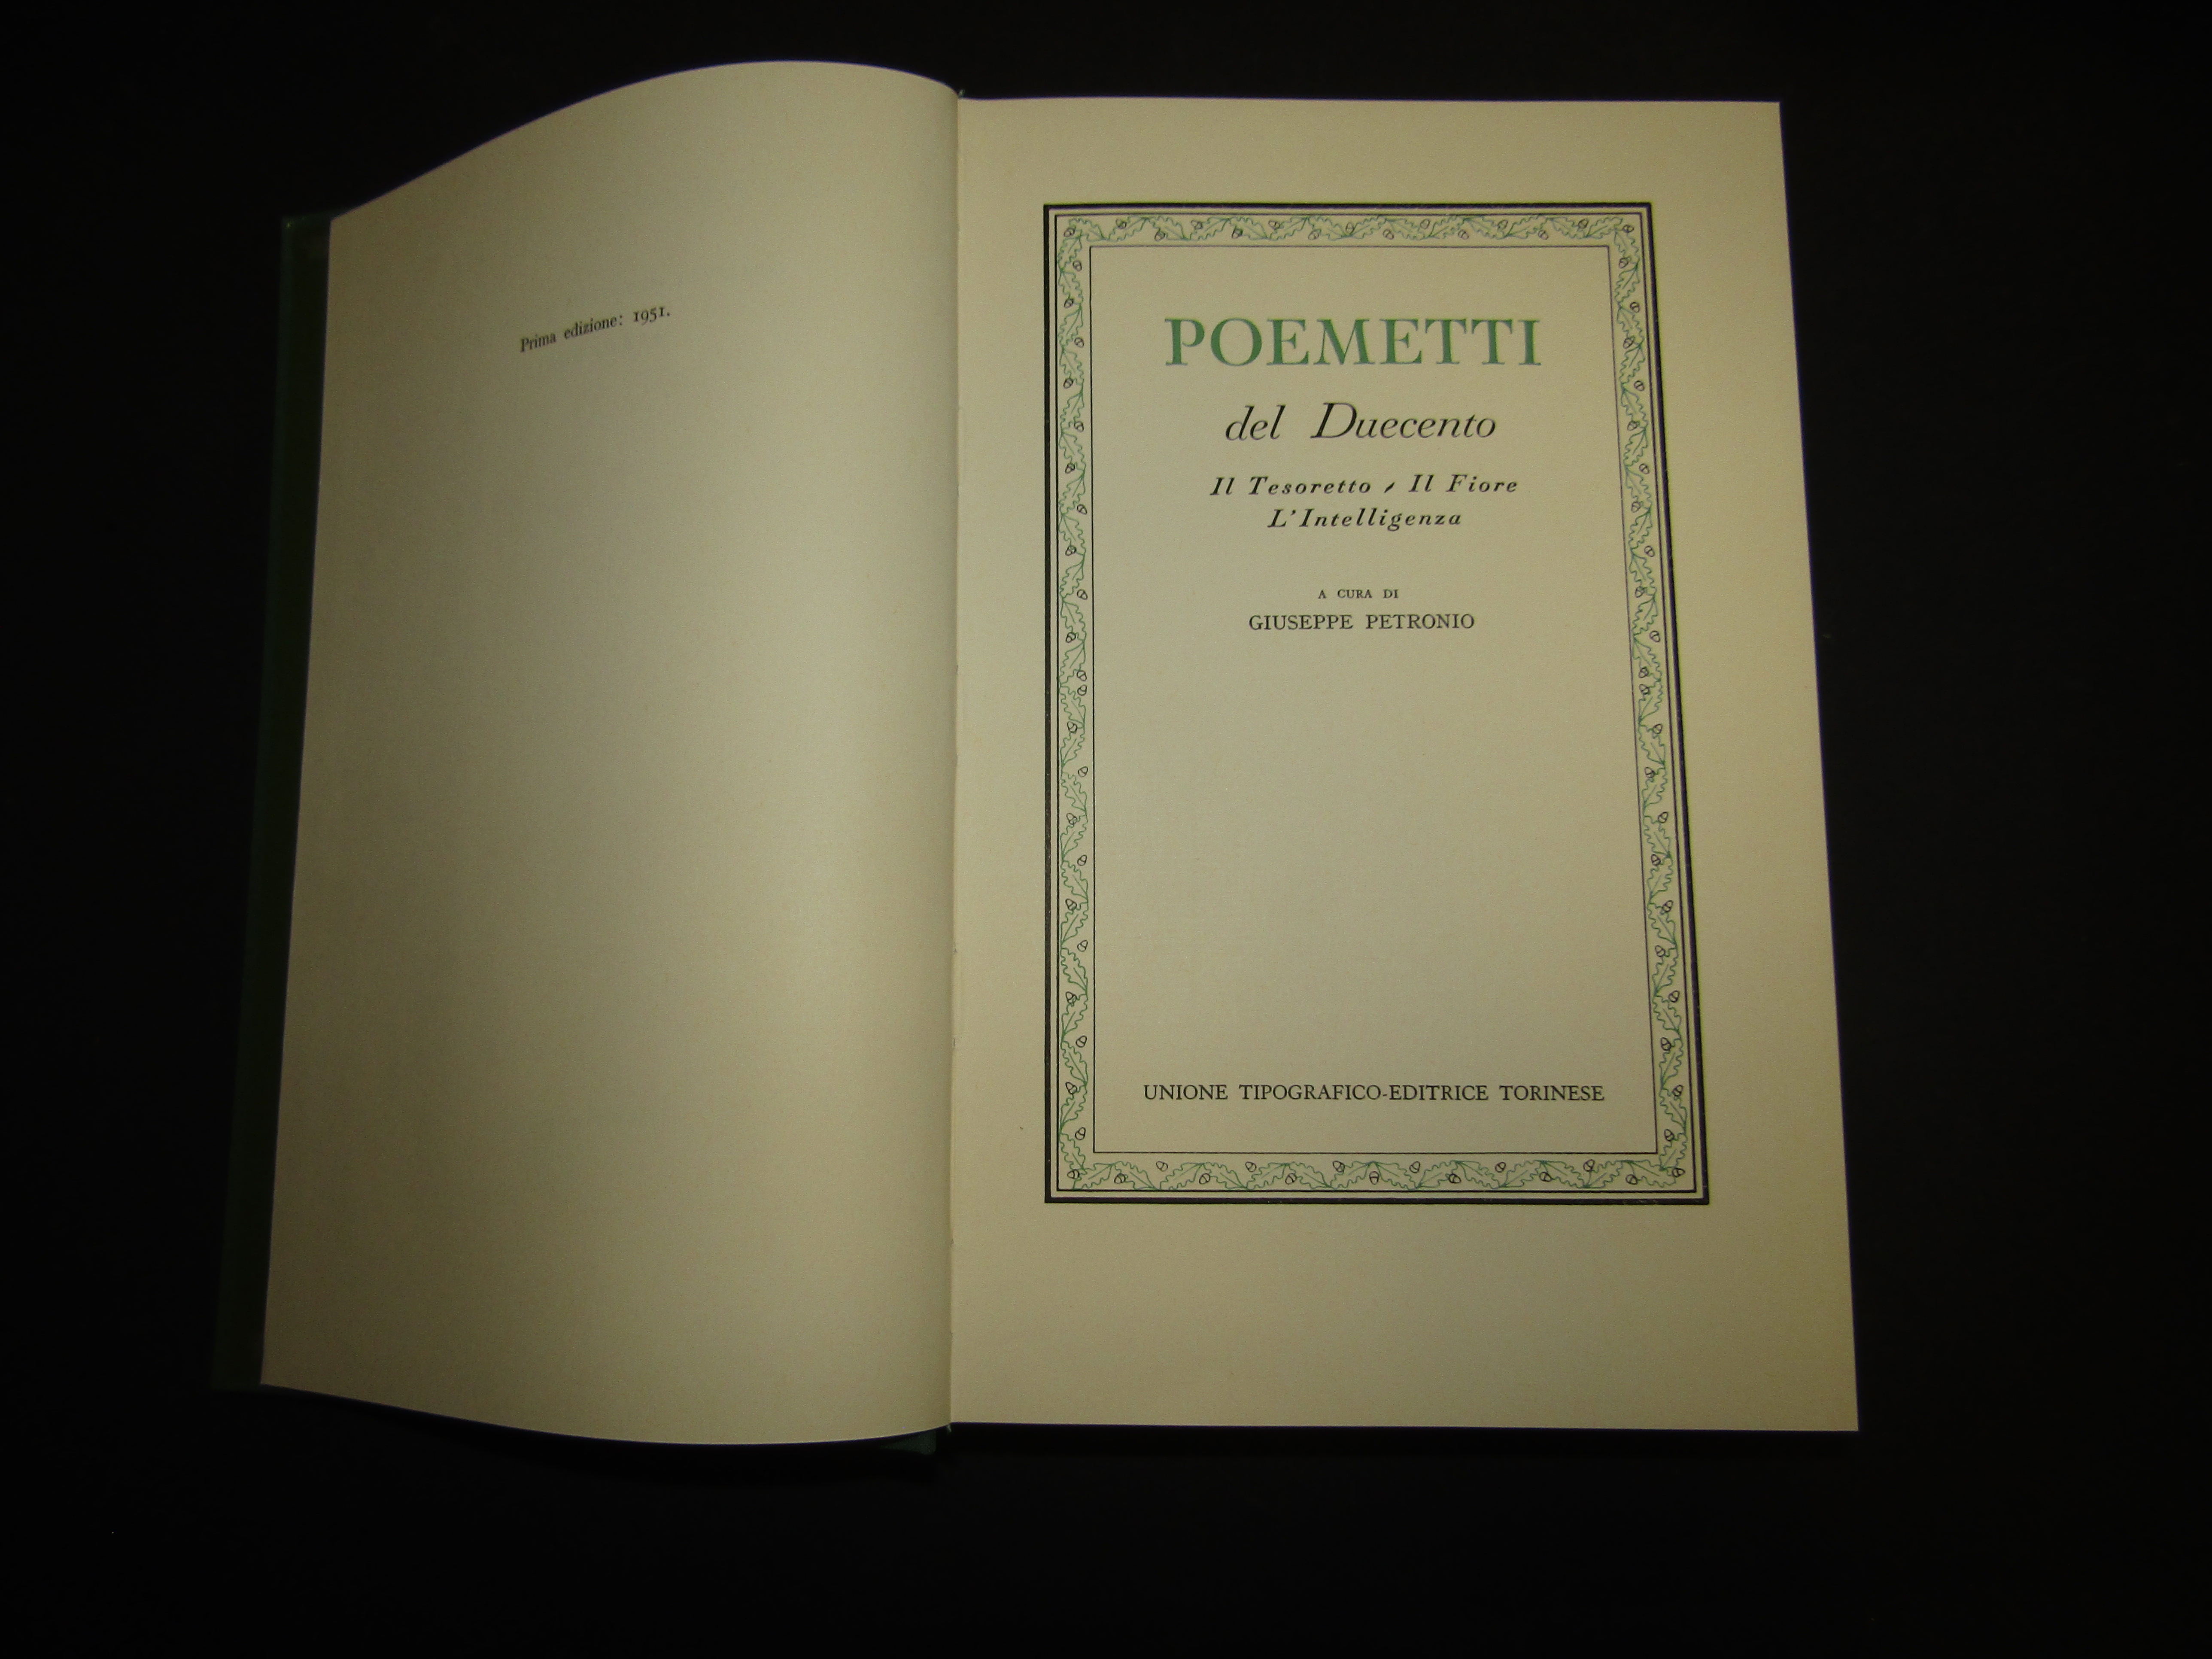 Prima edizione: 1951.
POEMETTI
del Duecento
Il Tesoretto / Il Fiore
L'Intelligenza
A CURA DI
GIUSEPPE PETRONIO
UNIONE TIPOGRAFICO-EDITRICE TORINESE